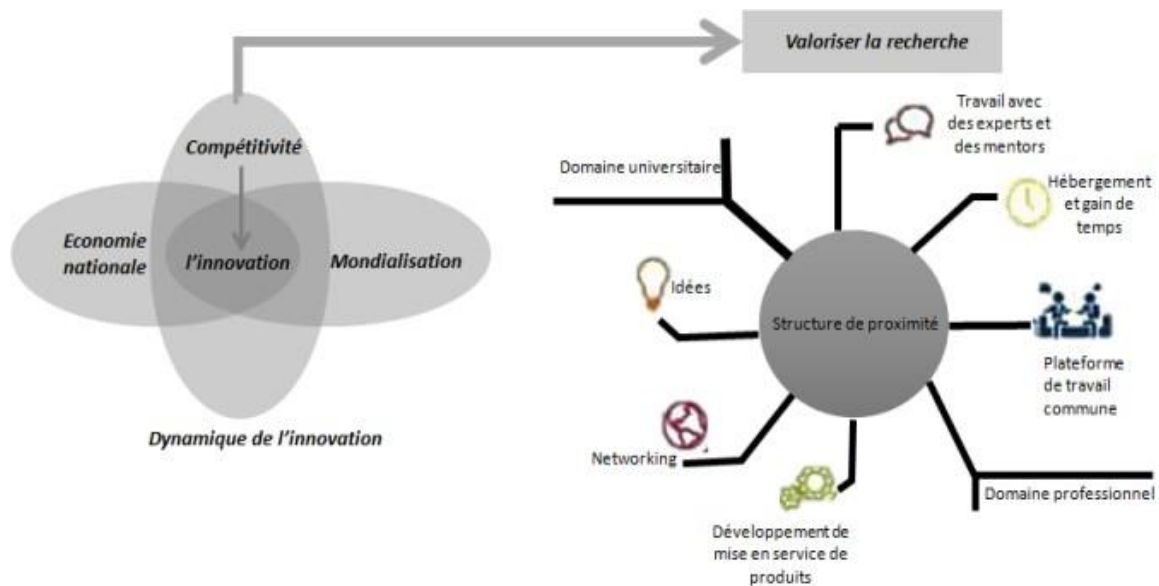 Valoriser la recherche
Compétitivité
Economie
nationale
l'innovation
Mondialisation
Dynamique de l'innovation
Travail avec
des experts et
des mentors
Domaine universitaire
Hébergement
et gain de
temps
Idées
Structure de proximité
Plateforme
de travail
commune
Networking
Domaine professionnel
Développement de
mise en service de
produits